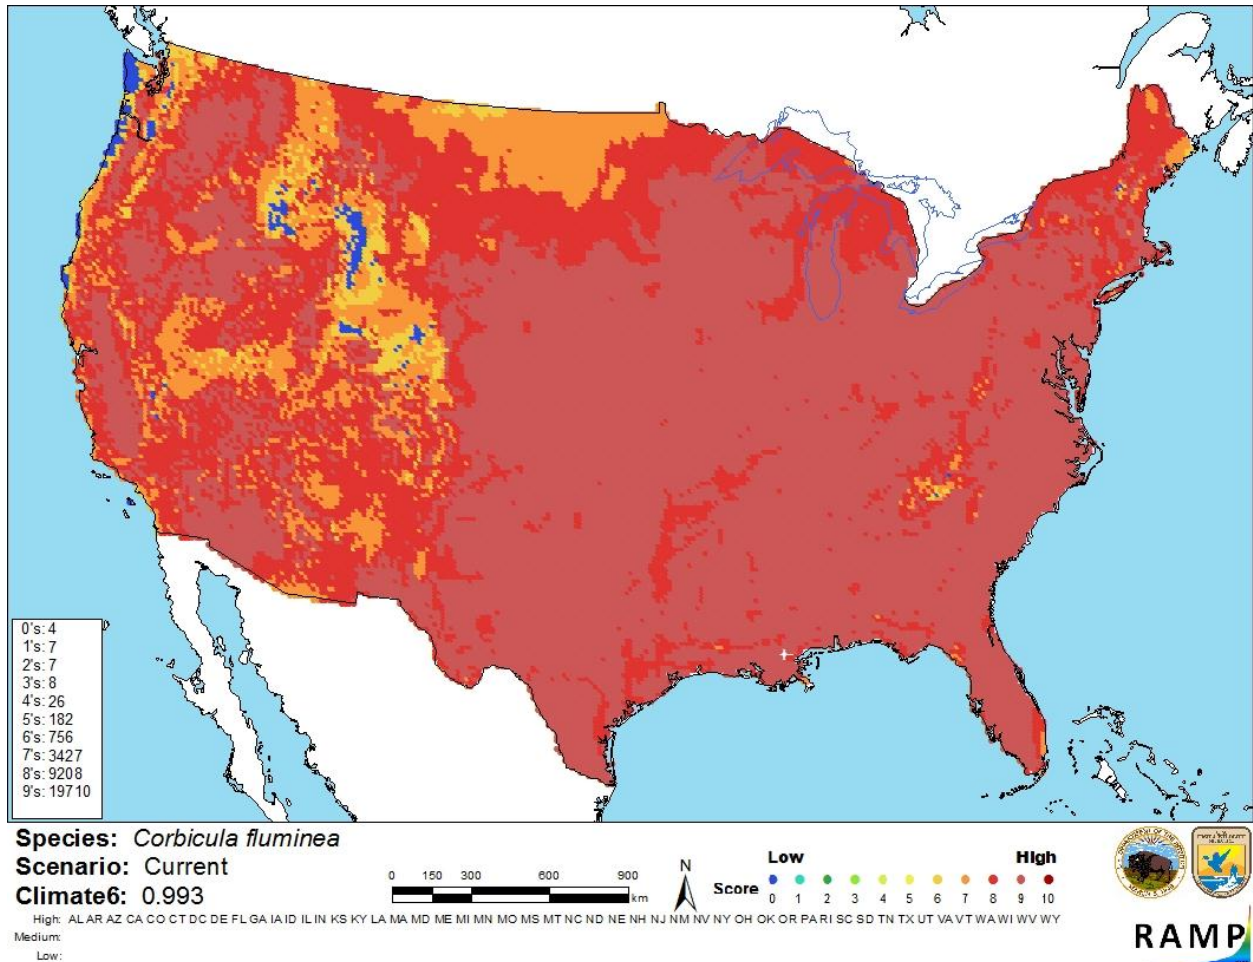 0's: 4
1's: 7
2's: 7
3's: 8
4's: 26
5's: 182
6's: 756
7's: 3427
8's: 9208
9's: 19710
Species: Corbicula fluminea
Scenario: Current
Climate6: 0.993
0 150 300 600 900
km
N
Low High
Score
0 1 2 3 4 5 6 7 8 9 10
High: AL AR AZ CA CO CT DC DE FL GA IA ID IL IN KS KY LA MA MD ME MI MN MO MS MT NC ND NE NH NJ NM NV NY OH OK OR PA RI SC SD TN TX UT VA VT WA WI WV WY
Medium:
Low:
RAMP